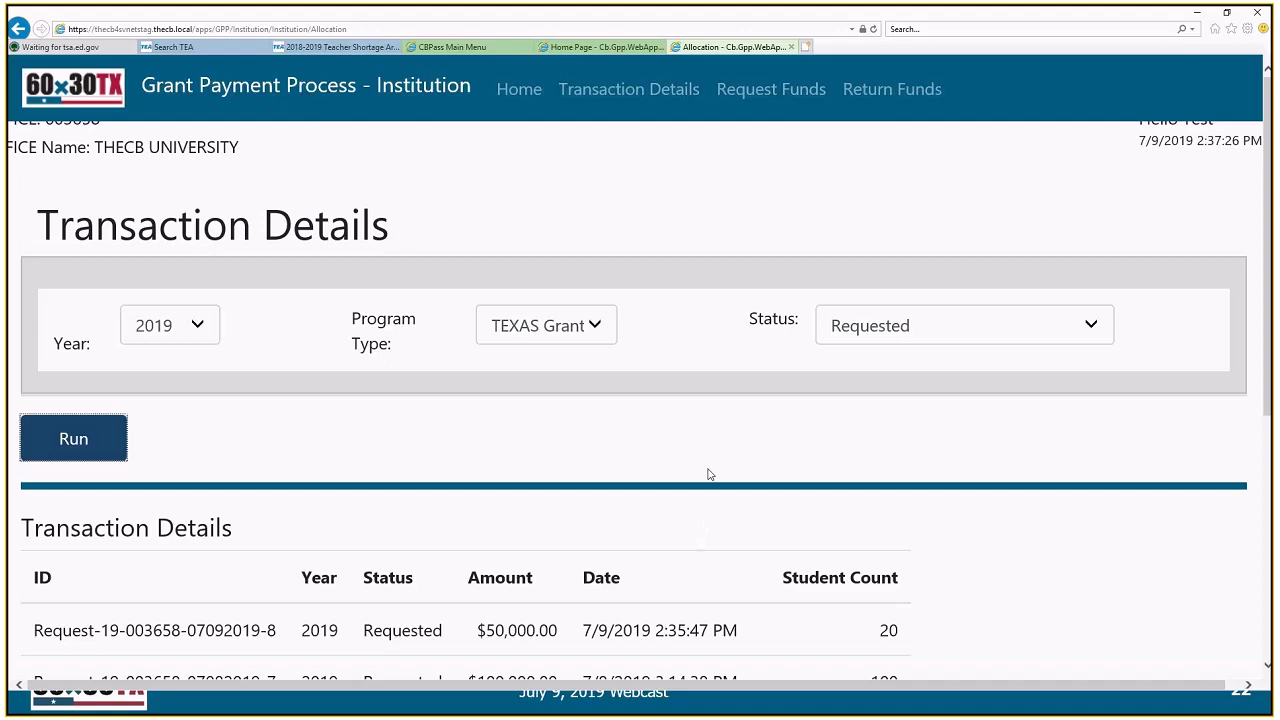 https://thecb4svnetstag.thecb.local/apps/GPP/Institution/Institution/Allocation
Search...
Waiting for tsa.ed.gov
TEA Search TEA
TEA 2018-2019 Teacher Shortage Ar...
CBPass Main Menu
Home Page - Cb.Gpp.WebApp...
Allocation - Cb.Gpp.WebAp...
60x30TX
Grant Payment Process - Institution
Home
Transaction Details
Request Funds
Return Funds
Hello Test
7/9/2019 2:37:26 PM
FICE Name: THECB UNIVERSITY
Transaction Details
Year:
2019
Program
Type:
TEXAS Grant
Status:
Requested
Run
Transaction Details
ID Year Status Amount Date Student Count
Request-19-003658-07092019-8 2019 Requested $50,000.00 7/9/2019 2:35:47 PM 20
July 9, 2019 Webcast
22